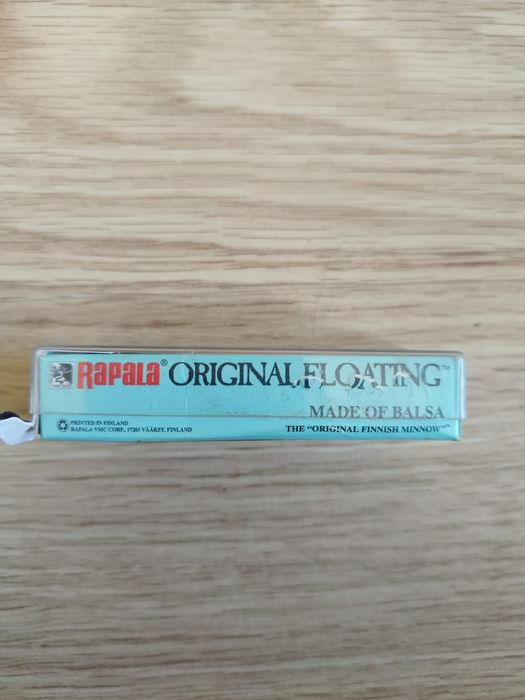 Rapala® ORIGINAL FLOATING™
MADE OF BALSA
PRINTED IN FINLAND
RAPALA VMC CORP., 17201 VÄÄKSY, FINLAND
THE "ORIGINAL FINNISH MINNOW"™